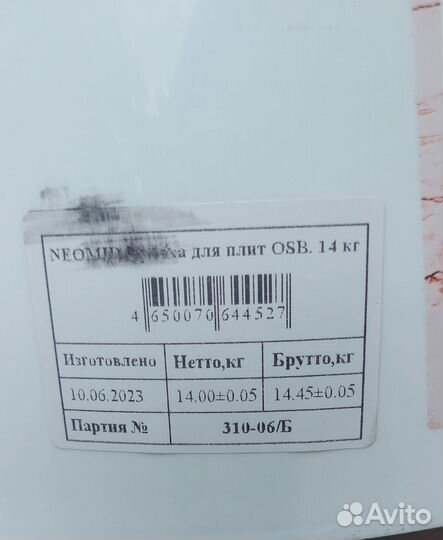 для плит OSB. 14 кг
4 650070 644527
Изготовлено Нетто,кг Брутто,кг
10.06.2023 14.00±0.05 14.45±0.05
Партия № 310-06/Б
Avito